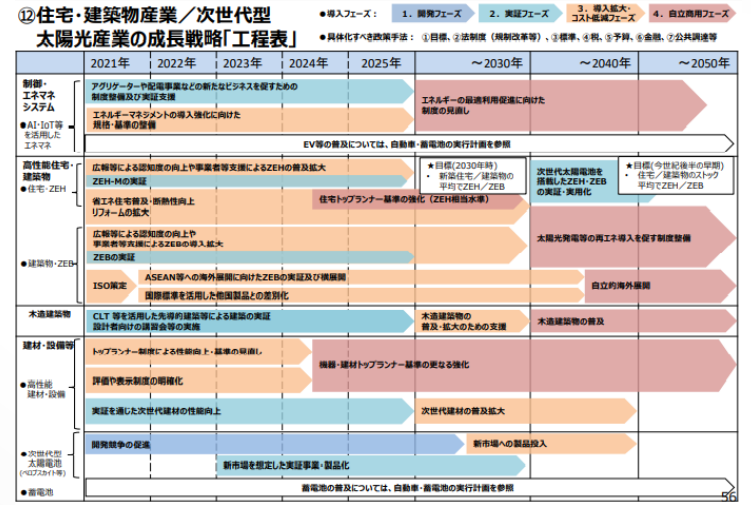 ⑫住宅・建築物産業／次世代型
太陽光産業の成長戦略「工程表」
●導入フェーズ：
１．開発フェーズ
２．実証フェーズ
３．導入拡大・
コスト低減フェーズ
４．自立商用フェーズ
●具体化すべき政策手法：①目標、②法制度（規制改革等）、③標準、④税、⑤予算、⑥金融、⑦公共調達等
2021年
2022年
2023年
2024年
2025年
～2030年
～2040年
～2050年
制御・
エネマネ
システム
●AI・IoT等
を活用した
エネマネ
アグリゲーターや配電事業などの新たなビジネスを促すための
制度整備及び実証支援
エネルギーマネジメントの導入強化に向けた
規格・基準の整備
エネルギーの最適利用促進に向けた
制度の見直し
EV等の普及については、自動車・蓄電池の実行計画を参照
高性能住宅・
建築物
●住宅・ZEH
広報等による認知度の向上や事業者等支援によるZEHの普及拡大
ZEH-Mの実証
省エネ住宅普及・断熱性向上
リフォームの拡大
住宅トップランナー基準の強化（ZEH相当水準）
★目標（2030年時）
• 新築住宅／建築物の
平均でZEH／ZEB
次世代太陽電池を
搭載したZEH・ZEB
の実証・実用化
★目標（今世紀後半の早期）
• 住宅／建築物のストック
平均でZEH／ZEB
●建築物・ZEB
広報等による認知度の向上や
事業者等支援によるZEBの導入拡大
ZEBの実証
太陽光発電等の再エネ導入を促す制度整備
ISO策定
ASEAN等への海外展開に向けたZEBの実証及び横展開
国際標準を活用した他国製品との差別化
自立的海外展開
木造建築物
CLT 等を活用した先導的建築等による建築の実証
設計者向けの講習会等の実施
木造建築物の
普及・拡大のための支援
木造建築物の普及
建材・設備等
●高性能
建材・設備
トップランナー制度による性能向上・基準の見直し
評価や表示制度の明確化
機器・建材トップランナー基準の更なる強化
実証を通じた次世代建材の性能向上
次世代建材の普及拡大
●次世代型
太陽電池
（ペロブスカイト等）
開発競争の促進
新市場への製品投入
新市場を想定した実証事業・製品化
●蓄電池
蓄電池の普及については、自動車・蓄電池の実行計画を参照
56